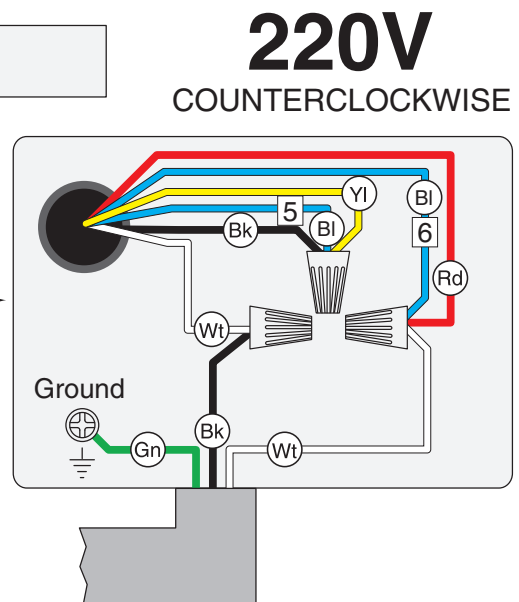 220V
COUNTERCLOCKWISE
Yl
Bl
5
Bk
Bl
6
Rd
Wt
Ground
Bk
Gn
Wt